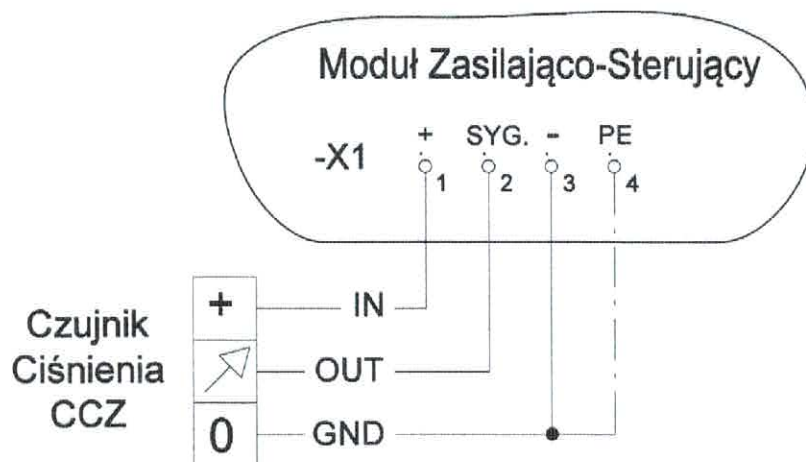 Moduł Zasilająco-Sterujący
-X1 + SYG. - PE
1 2 3 4
+ IN
Czujnik
Ciśnienia
CCZ
OUT
0 GND